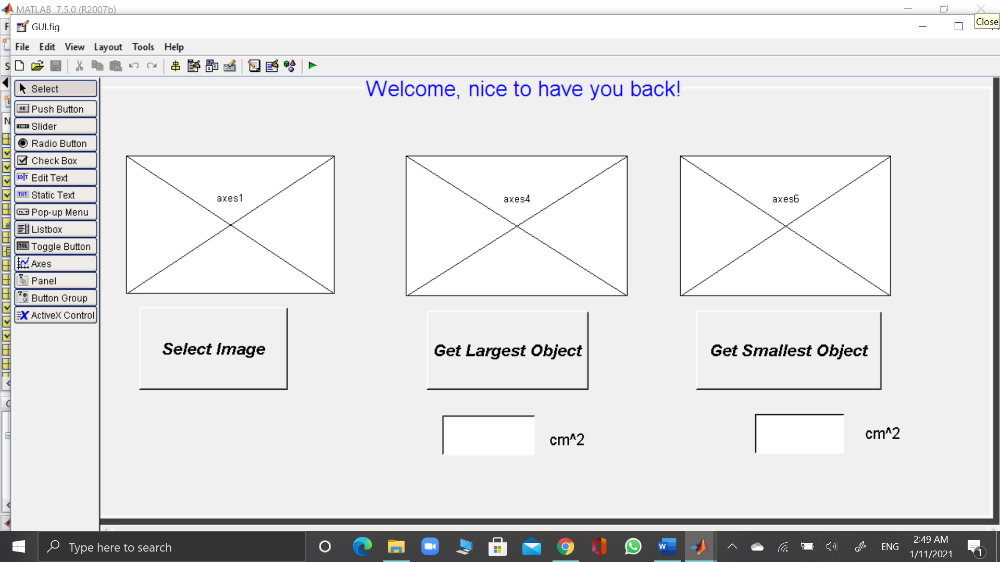 MATLAB 7.5.0 (R2007b)
GUI.fig
Close
File Edit View Layout Tools Help
Select
Push Button
Slider
Radio Button
Check Box
Edit Text
Static Text
Pop-up Menu
Listbox
Toggle Button
Axes
Panel
Button Group
ActiveX Control
Welcome, nice to have you back!
axes1 axes4 axes6
Select Image Get Largest Object Get Smallest Object
cm^2 cm^2
Type here to search
ENG
2:49 AM
1/11/2021
1